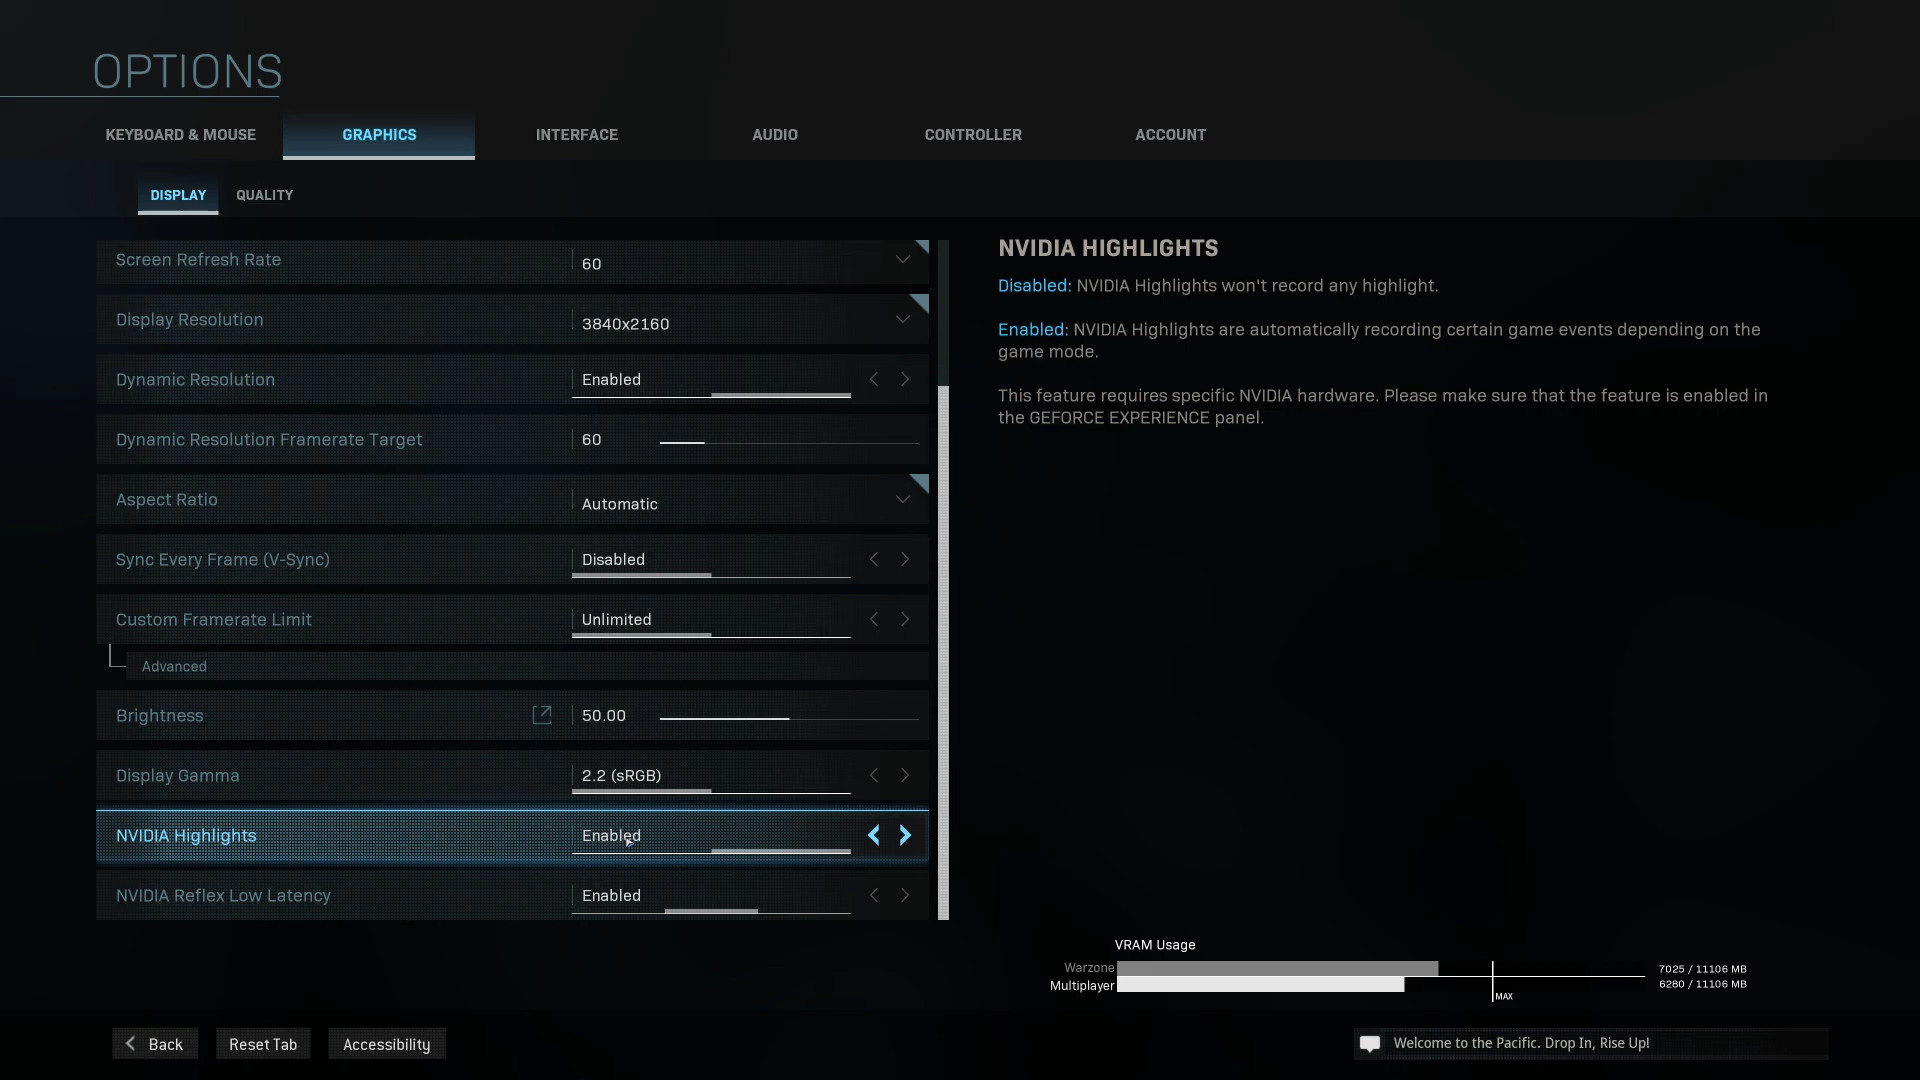 OPTIONS
KEYBOARD & MOUSE GRAPHICS INTERFACE AUDIO CONTROLLER ACCOUNT
DISPLAY QUALITY
Screen Refresh Rate 60
Display Resolution 3840x2160
Dynamic Resolution Enabled
Dynamic Resolution Framerate Target 60
Aspect Ratio Automatic
Sync Every Frame (V-Sync) Disabled
Custom Framerate Limit Unlimited
Advanced
Brightness 50.00
Display Gamma 2.2 (sRGB)
NVIDIA Highlights Enabled
NVIDIA Reflex Low Latency Enabled
NVIDIA HIGHLIGHTS
Disabled: NVIDIA Highlights won't record any highlight.
Enabled: NVIDIA Highlights are automatically recording certain game events depending on the
game mode.
This feature requires specific NVIDIA hardware. Please make sure that the feature is enabled in
the GEFORCE EXPERIENCE panel.
VRAM Usage
Warzone 7025 / 11106 MB
Multiplayer 6280 / 11106 MB
MAX
Back Reset Tab Accessibility
Welcome to the Pacific. Drop In, Rise Up!